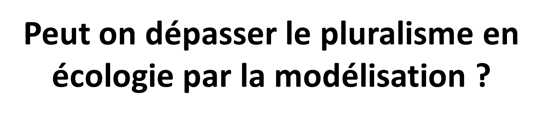 Peut on dépasser le pluralisme en
écologie par la modélisation ?